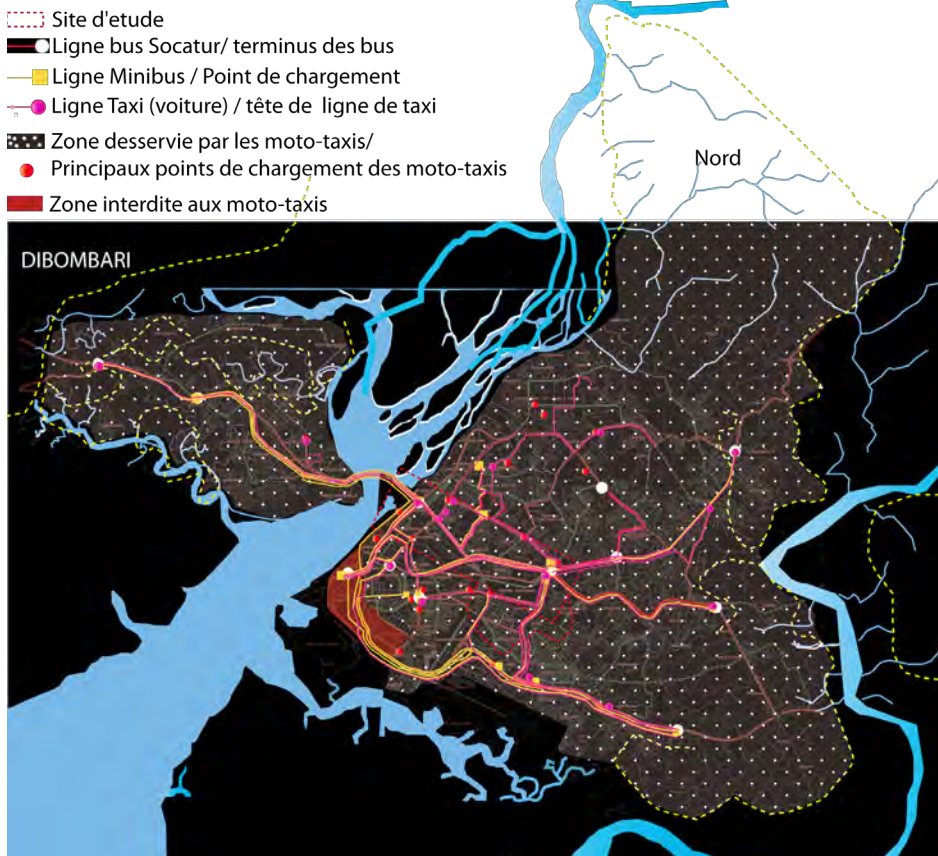 Site d'etude
Ligne bus Socatur/ terminus des bus
Ligne Minibus / Point de chargement
Ligne Taxi (voiture) / tête de ligne de taxi
Zone desservie par les moto-taxis/
Principaux points de chargement des moto-taxis
Zone interdite aux moto-taxis
Nord
DIBOMBARI